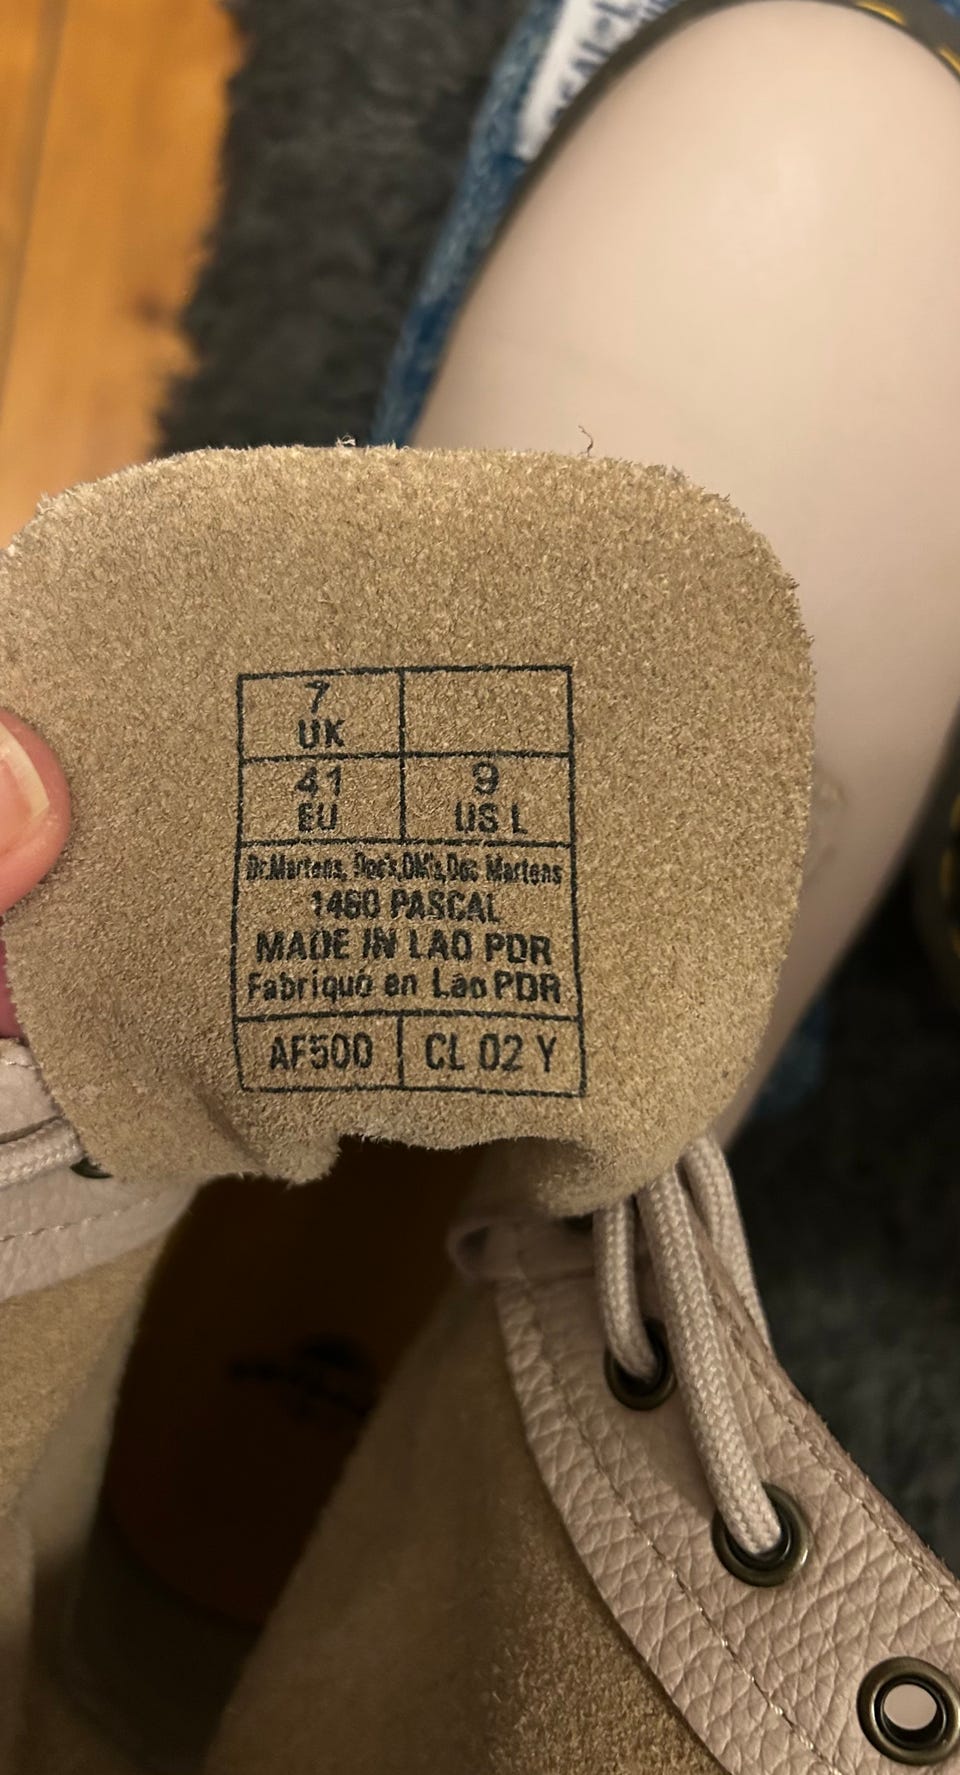 7
UK
41 9
EU US L
Dr.Martens, Doc's,DM's,Doc Martens
1460 PASCAL
MADE IN LAO PDR
Fabriqué en Lao PDR
AF500 CL 02 Y